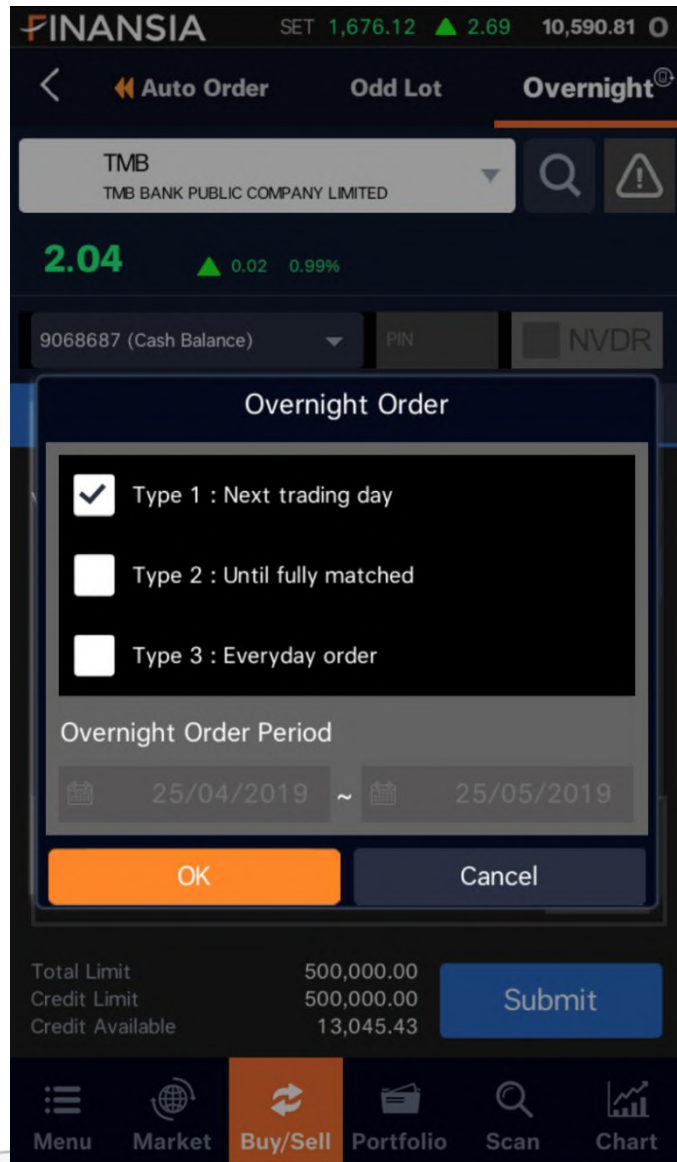 FINANSIA SET 1,676.12 ▲ 2.69 10,590.81
Auto Order Odd Lot Overnight
TMB
TMB BANK PUBLIC COMPANY LIMITED
2.04 ▲ 0.02 0.99%
9068687 (Cash Balance) PIN NVDR
Overnight Order
Type 1 : Next trading day
Type 2 : Until fully matched
Type 3 : Everyday order
Overnight Order Period
25/04/2019 ~ 25/05/2019
OK Cancel
Total Limit 500,000.00
Credit Limit 500,000.00
Submit
Credit Available 13,045.43
Menu Market Buy/Sell Portfolio Scan Chart